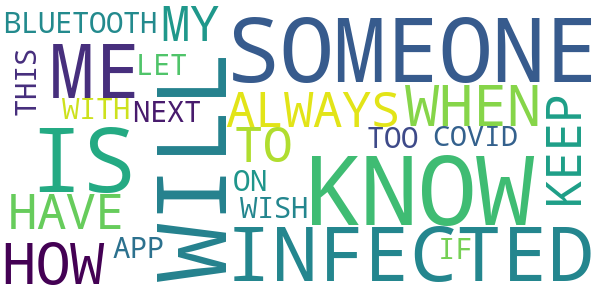 BLUETOOTH MY SOMEONE
THIS ME LET
WITH NEXT WILL ALWAYS WHEN
IS TO TOO COVID KEEP
HAVE ON WISH KNOW
HOW APP INFECTED IF